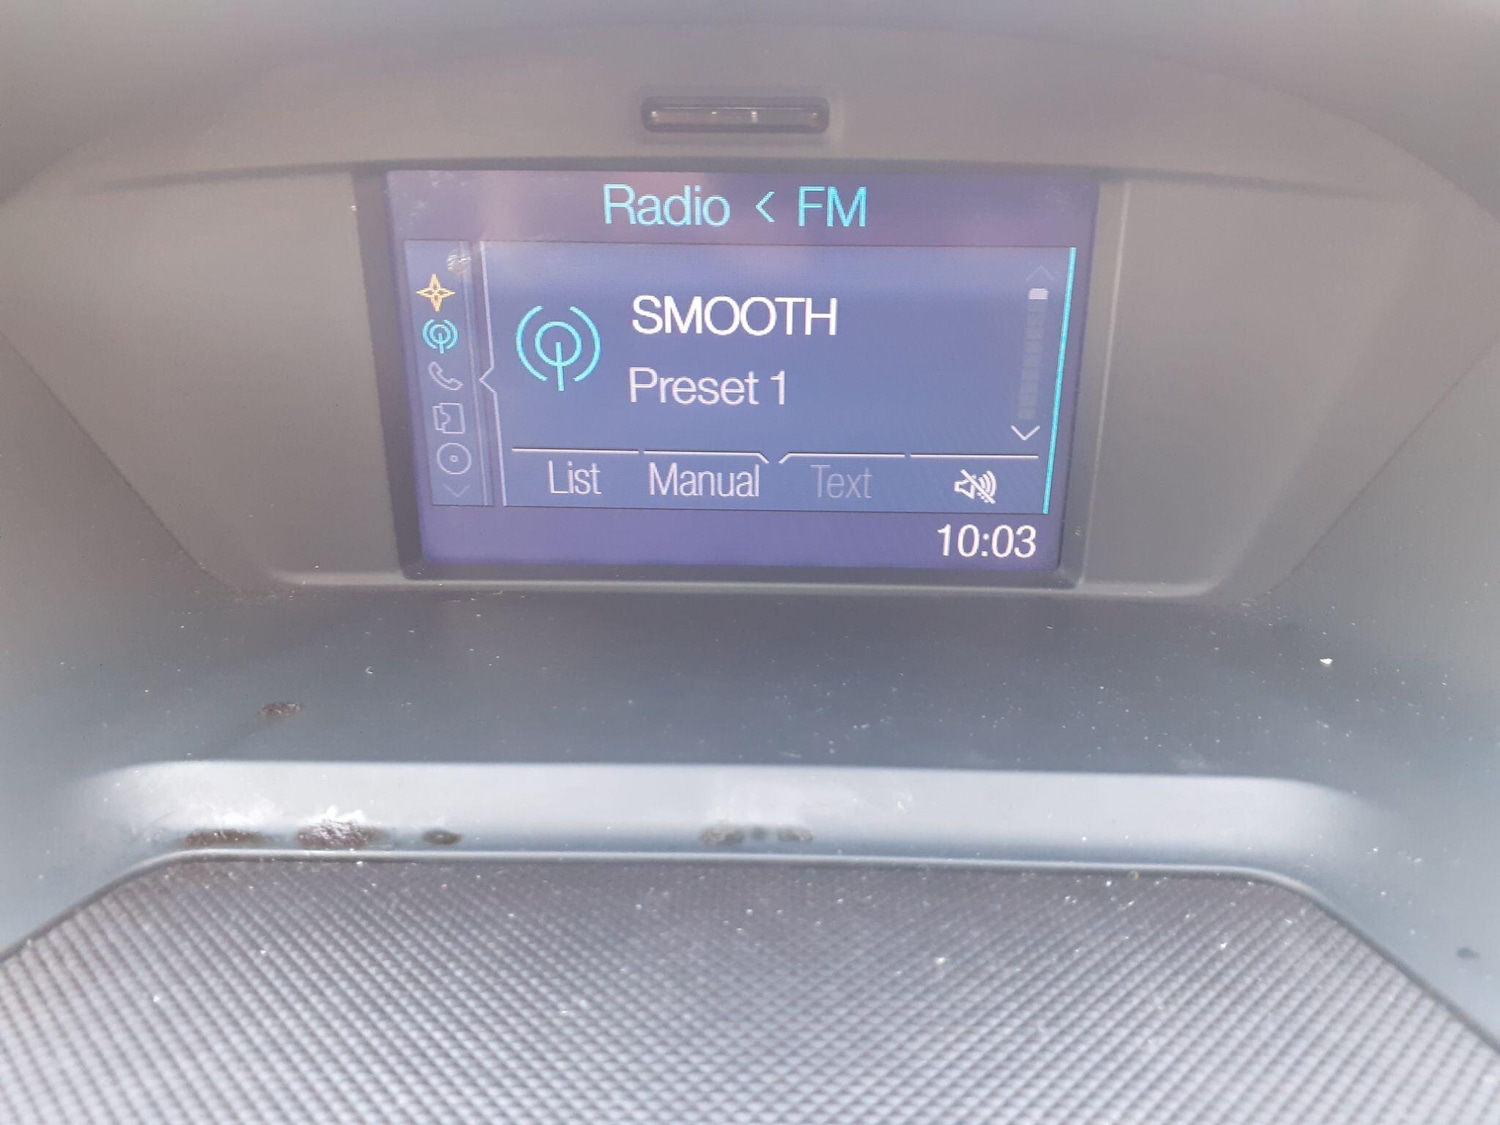 Radio < FM
SMOOTH
Preset 1
List Manual Text
10:03